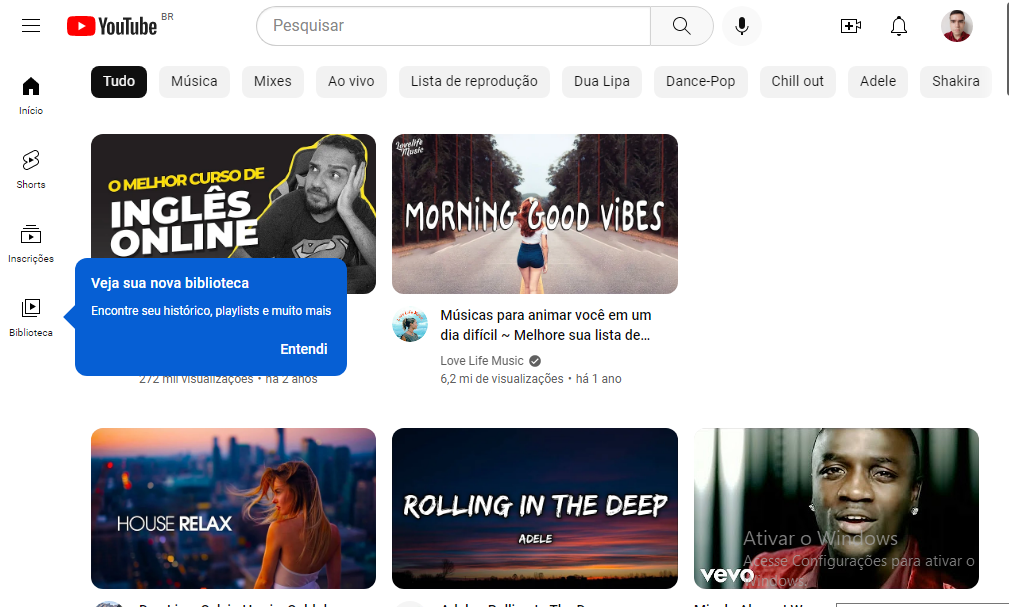 YouTube BR
Pesquisar
Tudo
Música
Mixes
Ao vivo
Lista de reprodução
Dua Lipa
Dance-Pop
Chill out
Adele
Shakira
Início
Shorts
Inscrições
Biblioteca
O MELHOR CURSO DE
INGLÊS
ONLINE
Lovelife
Music
MORNING GOOD VIBES
Veja sua nova biblioteca
Encontre seu histórico, playlists e muito mais
Entendi
272 mil visualizações • há 2 anos
Músicas para animar você em um
dia difícil ~ Melhore sua lista de...
Love Life Music
6,2 mi de visualizações • há 1 ano
HOUSE RELAX
ROLLING IN THE DEEP
ADELE
vevo
Ativar o Windows
Acesse Configurações para ativar o
Windows.